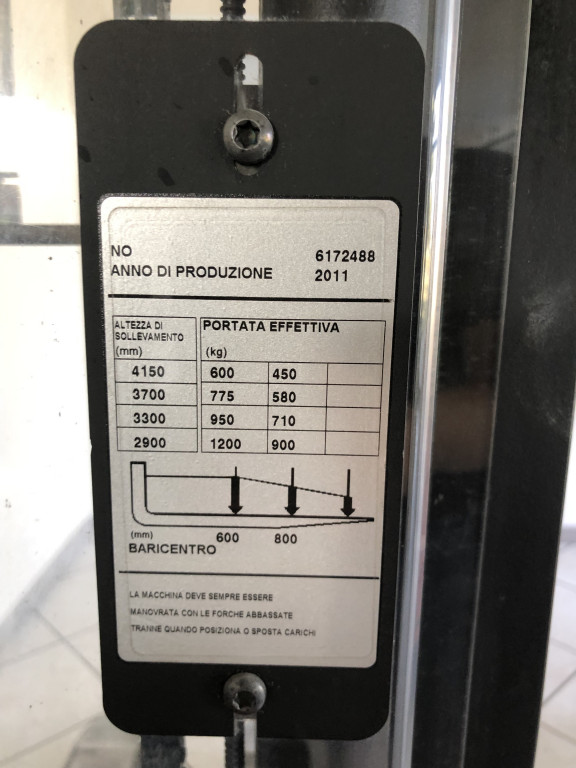 NO 6172488
ANNO DI PRODUZIONE 2011
ALTEZZA DI
SOLLEVAMENTO
(mm)
PORTATA EFFETTIVA
(kg)
4150 600 450
3700 775 580
3300 950 710
2900 1200 900
(mm) 600 800
BARICENTRO
LA MACCHINA DEVE SEMPRE ESSERE
MANOVRATA CON LE FORCHE ABBASSATE
TRANNE QUANDO POSIZIONA O SPOSTA CARICHI